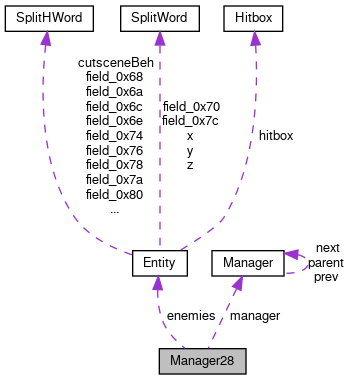 SplitHWord
SplitWord
Hitbox
cutsceneBeh
field_0x68
field_0x6a
field_0x6c
field_0x6e
field_0x74
field_0x76
field_0x78
field_0x7a
field_0x80
...
field_0x70
field_0x7c
x
y
z
hitbox
Entity
Manager
next
parent
prev
enemies
manager
Manager28